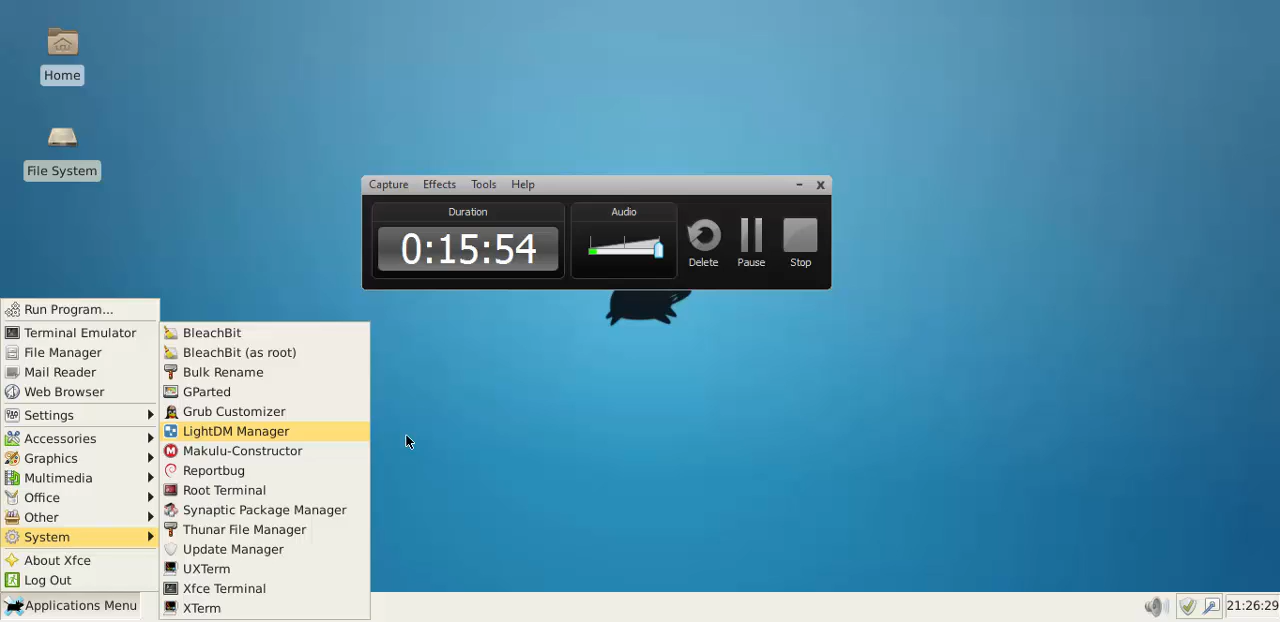 Home
File System
Capture Effects Tools Help
Duration
0:15:54
Audio
Delete Pause Stop
Run Program...
Terminal Emulator
File Manager
Mail Reader
Web Browser
Settings
Accessories
Graphics
Multimedia
Office
Other
System
About Xfce
Log Out
BleachBit
BleachBit (as root)
Bulk Rename
GParted
Grub Customizer
LightDM Manager
Makulu-Constructor
Reportbug
Root Terminal
Synaptic Package Manager
Thunar File Manager
Update Manager
UXTerm
Xfce Terminal
XTerm
Applications Menu
21:26:29